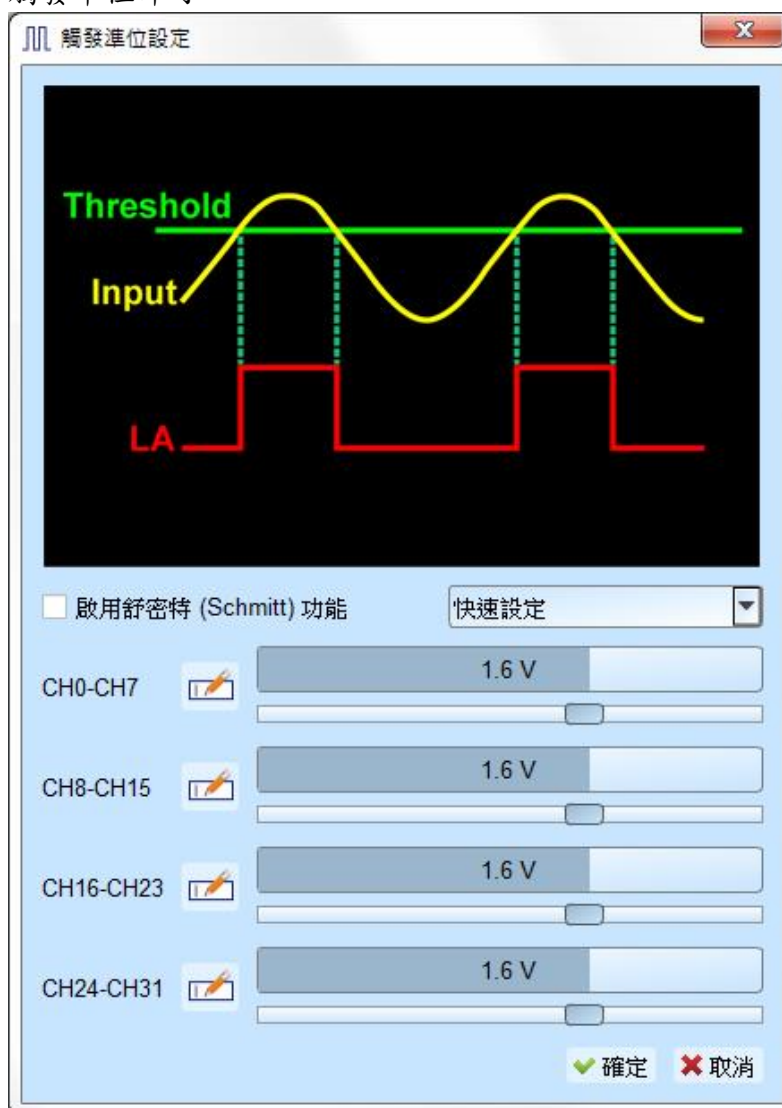 觸發準位設定
Threshold
Input
LA
啟用舒密特 (Schmitt) 功能 快速設定
CH0-CH7 1.6 V
CH8-CH15 1.6 V
CH16-CH23 1.6 V
CH24-CH31 1.6 V
確定 取消